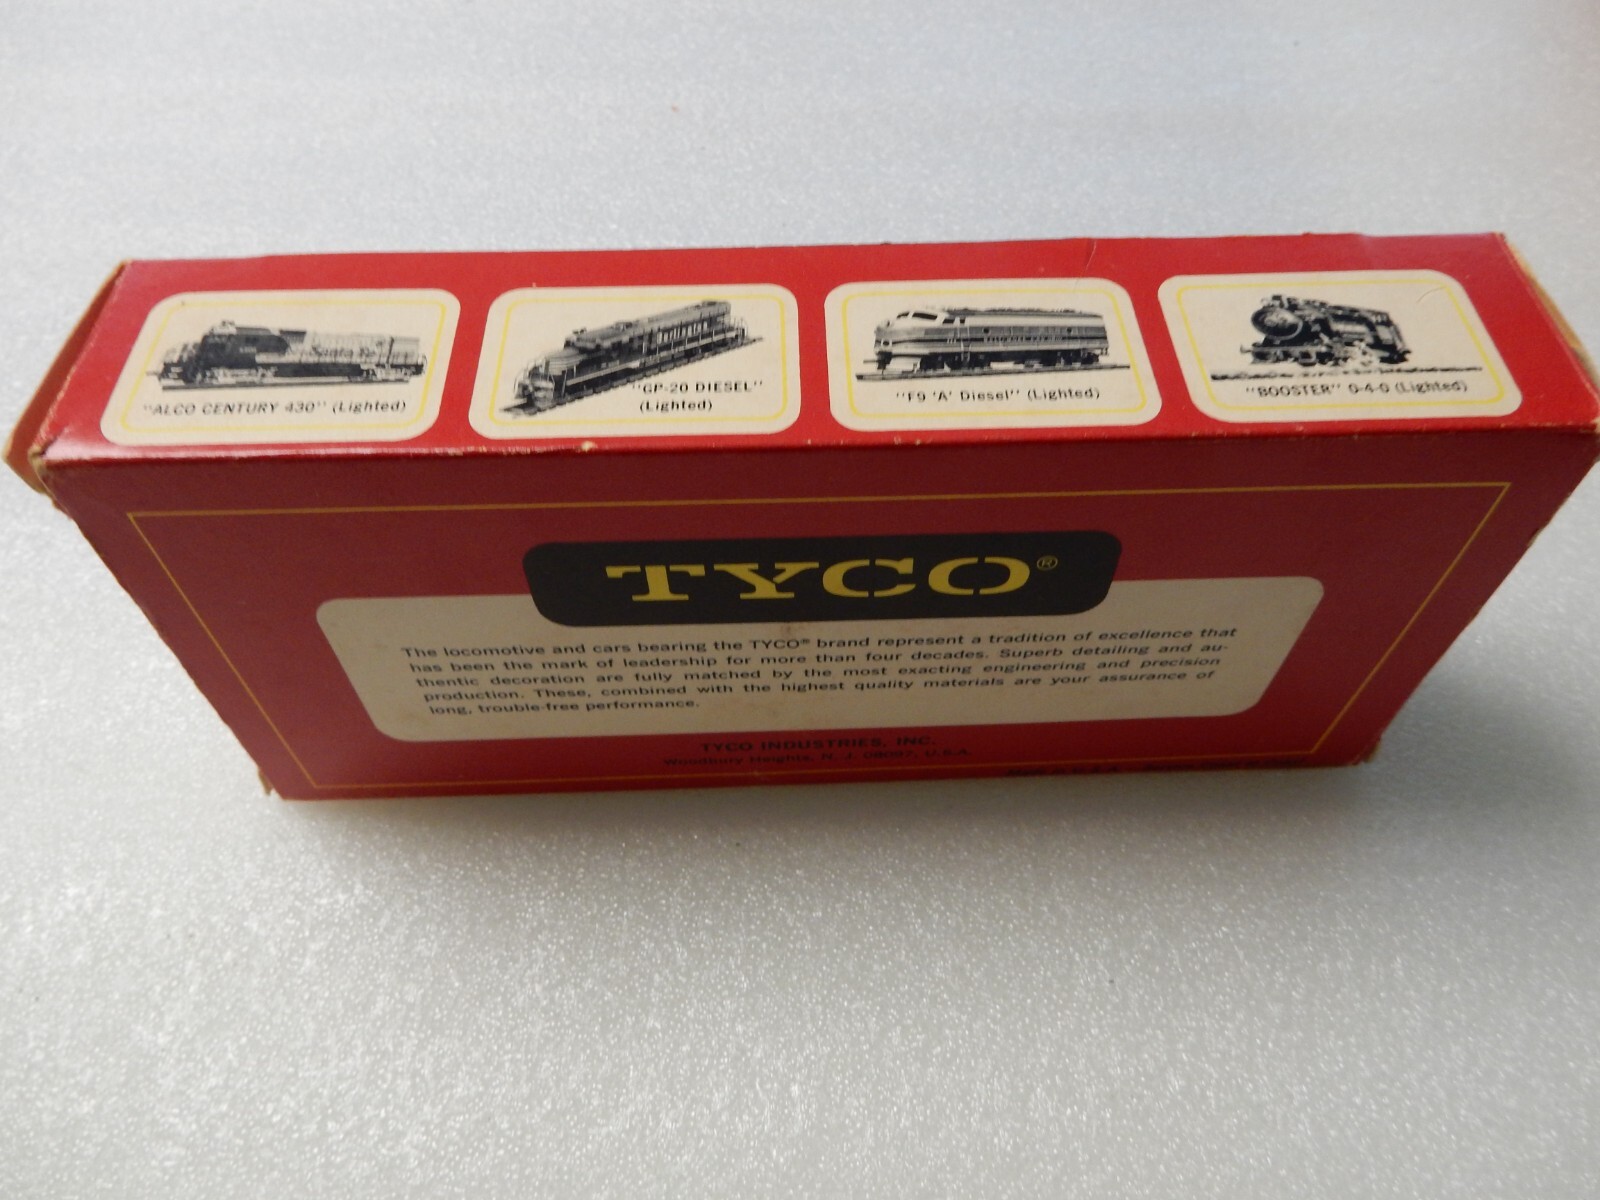 "ALCO CENTURY 430" (Lighted)
Santa Fe
"GP-20 DIESEL"
(Lighted)
"F9 'A' Diesel" (Lighted)
"BOOSTER" 0-4-0 (Lighted)
TYCO®
The locomotive and cars bearing the TYCO® brand represent a tradition of excellence that
has been the mark of leadership for more than four decades. Superb detailing and au-
thentic decoration are fully matched by the most exacting engineering and precision
production. These, combined with the highest quality materials are your assurance of
long, trouble-free performance.
TYCO INDUSTRIES, INC.
Woodbury Heights, N. J. 08097, U.S.A.